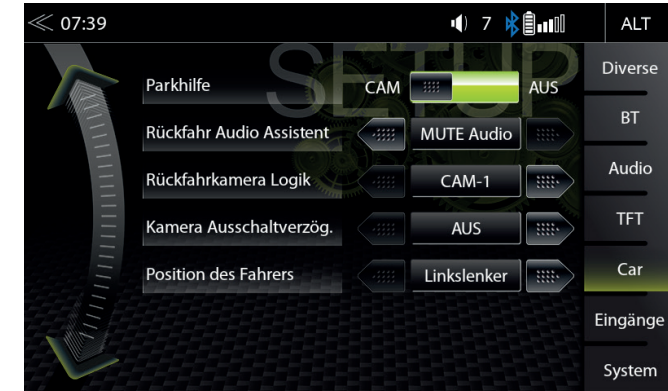 07:39 7 ALT
SETUP
Parkhilfe CAM AUS
Rückfahr Audio Assistent MUTE Audio
Rückfahrkamera Logik CAM-1
Kamera Ausschaltverzög. AUS
Position des Fahrers Linkslenker
Diverse
BT
Audio
TFT
Car
Eingänge
System